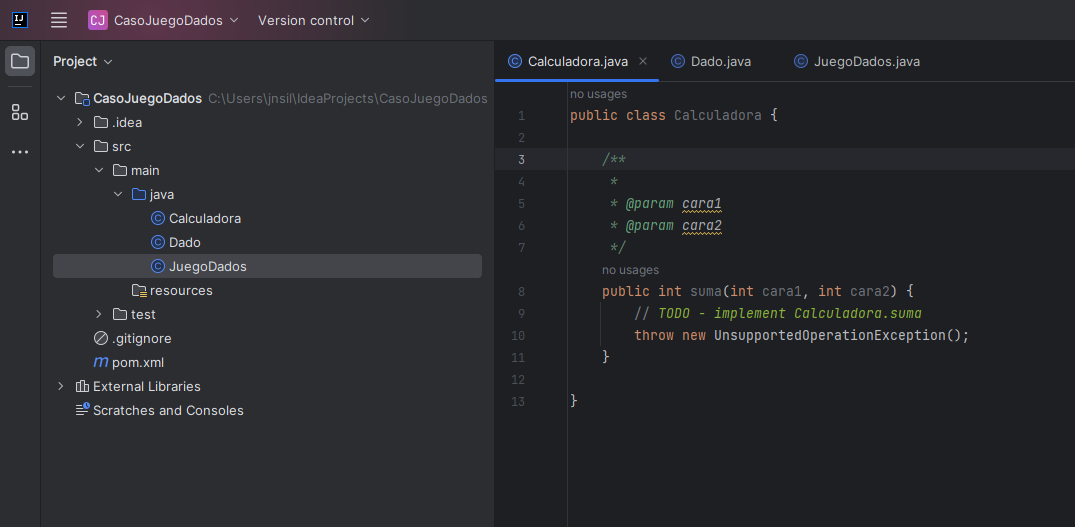 CJ CasoJuegoDados Version control
Project
CasoJuegoDados C:\Users\jnsil\IdeaProjects\CasoJuegoDados
.idea
src
main
java
Calculadora
Dado
JuegoDados
resources
test
.gitignore
m pom.xml
External Libraries
Scratches and Consoles
Calculadora.java Dado.java JuegoDados.java
no usages
1 public class Calculadora {
2
3 /**
4 *
5 * @param cara1
6 * @param cara2
7 */
no usages
8 public int suma(int cara1, int cara2) {
9 // TODO - implement Calculadora.suma
10 throw new UnsupportedOperationException();
11 }
12
13 }